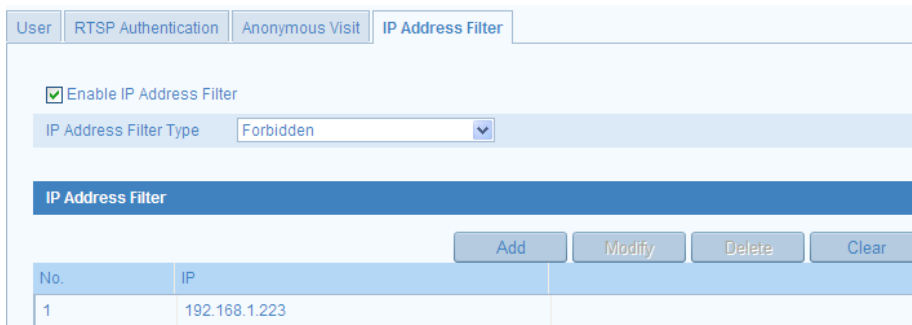 User RTSP Authentication Anonymous Visit IP Address Filter
Enable IP Address Filter
IP Address Filter Type Forbidden
IP Address Filter
Add Modify Delete Clear
No. IP
1 192.168.1.223